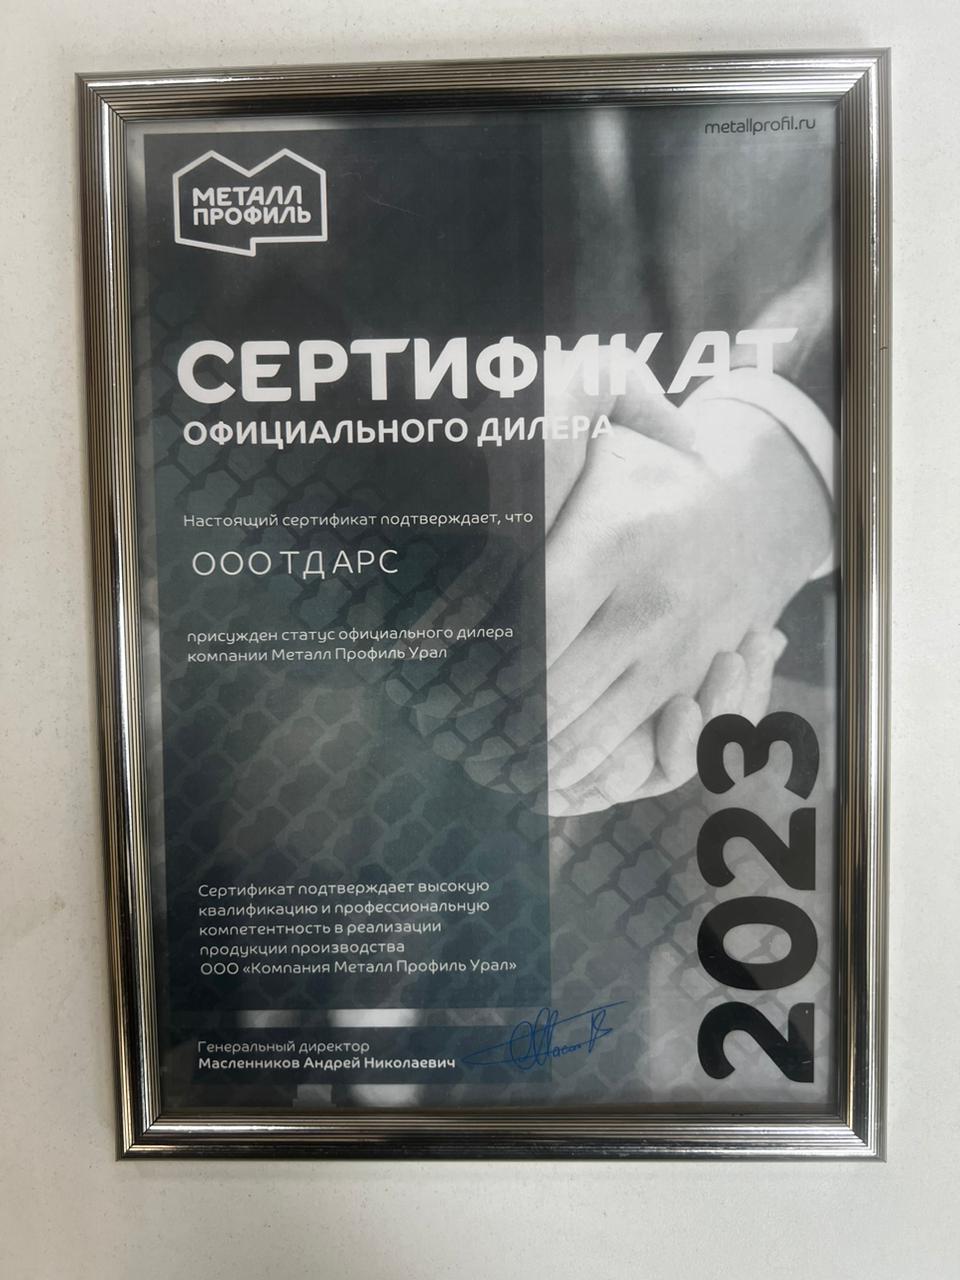 metallprofil.ru
МЕТАЛЛ
ПРОФИЛЬ
СЕРТИФИКАТ
ОФИЦИАЛЬНОГО ДИЛЕРА
Настоящий сертификат подтверждает, что
ООО ТД АРС
присужден статус официального дилера
компании Металл Профиль Урал
Сертификат подтверждает высокую
квалификацию и профессиональную
компетентность в реализации
продукции производства
ООО «Компания Металл Профиль Урал»
Генеральный директор
Масленников Андрей Николаевич
2023